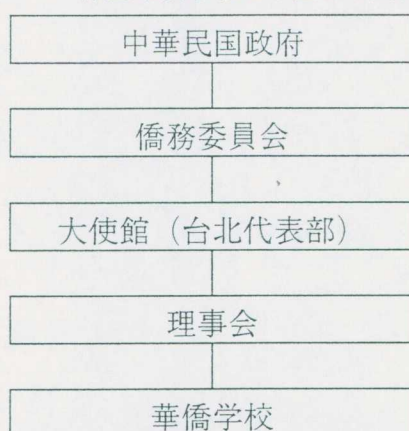 中華民国政府
僑務委員会
大使館（台北代表部）
理事会
華僑学校